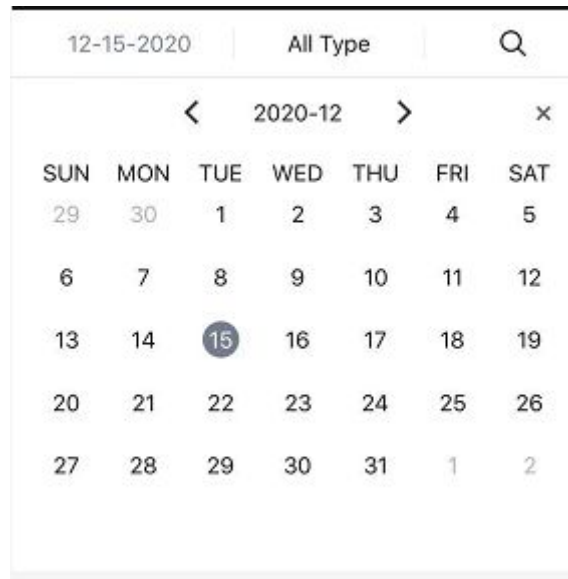 12-15-2020 All Type
2020-12 ×
SUN MON TUE WED THU FRI SAT
29 30 1 2 3 4 5
6 7 8 9 10 11 12
13 14 15 16 17 18 19
20 21 22 23 24 25 26
27 28 29 30 31 1 2